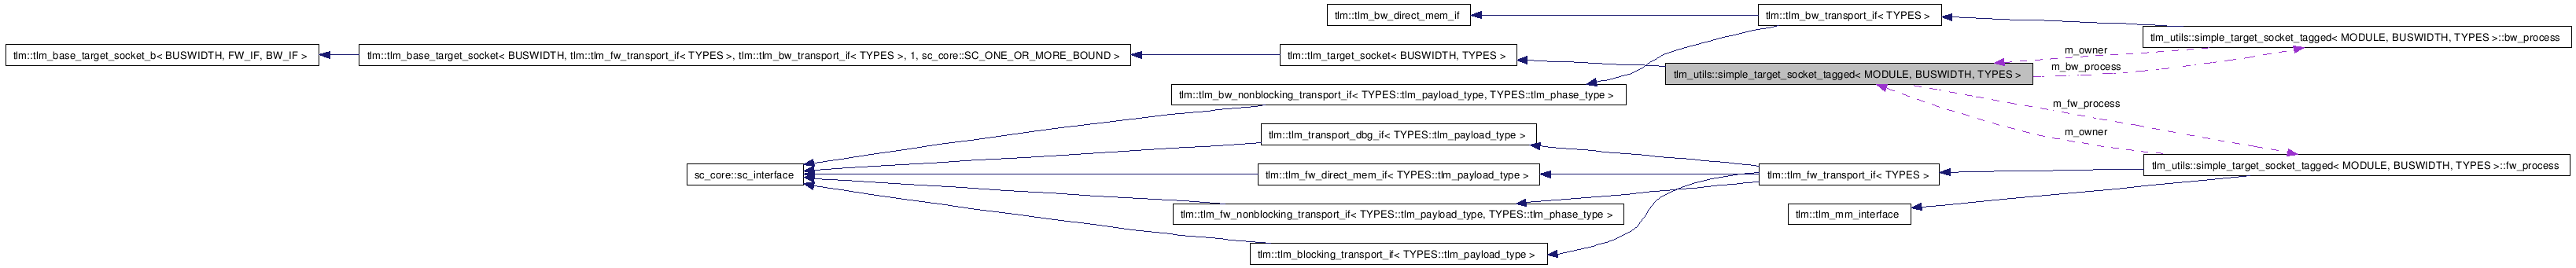 tlm::tlm_bw_direct_mem_if
tlm::tlm_bw_transport_if< TYPES >
tlm_utils::simple_target_socket_tagged< MODULE, BUSWIDTH, TYPES >::bw_process
tlm::tlm_base_target_socket_b< BUSWIDTH, FW_IF, BW_IF >
tlm::tlm_base_target_socket< BUSWIDTH, tlm::tlm_fw_transport_if< TYPES >, tlm::tlm_bw_transport_if< TYPES >, 1, sc_core::SC_ONE_OR_MORE_BOUND >
tlm::tlm_target_socket< BUSWIDTH, TYPES >
m_owner
m_bw_process
tlm_utils::simple_target_socket_tagged< MODULE, BUSWIDTH, TYPES >
tlm::tlm_bw_nonblocking_transport_if< TYPES::tlm_payload_type, TYPES::tlm_phase_type >
m_fw_process
tlm::tlm_transport_dbg_if< TYPES::tlm_payload_type >
m_owner
tlm_utils::simple_target_socket_tagged< MODULE, BUSWIDTH, TYPES >::fw_process
sc_core::sc_interface
tlm::tlm_fw_direct_mem_if< TYPES::tlm_payload_type >
tlm::tlm_fw_transport_if< TYPES >
tlm::tlm_fw_nonblocking_transport_if< TYPES::tlm_payload_type, TYPES::tlm_phase_type >
tlm::tlm_mm_interface
tlm::tlm_blocking_transport_if< TYPES::tlm_payload_type >